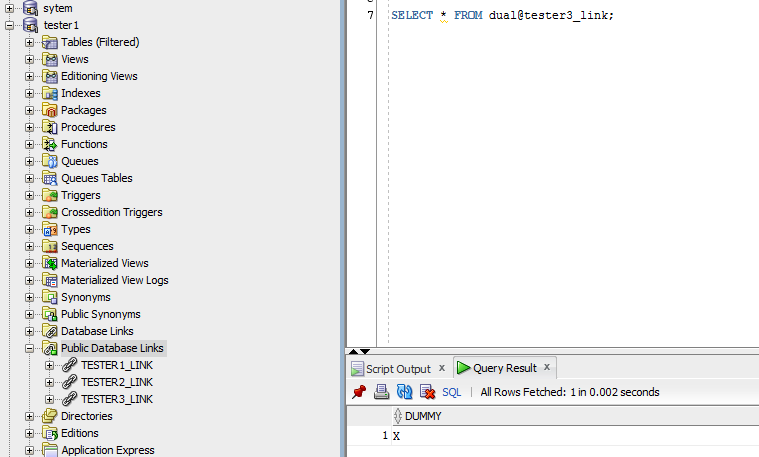 sytem
tester1
Tables (Filtered)
Views
Editioning Views
Indexes
Packages
Procedures
Functions
Queues
Queues Tables
Triggers
Crossedition Triggers
Types
Sequences
Materialized Views
Materialized View Logs
Synonyms
Public Synonyms
Database Links
Public Database Links
TESTER1_LINK
TESTER2_LINK
TESTER3_LINK
Directories
Editions
Application Express
7 SELECT * FROM dual@tester3_link;
Script Output x Query Result x
SQL | All Rows Fetched: 1 in 0.002 seconds
DUMMY
1 X